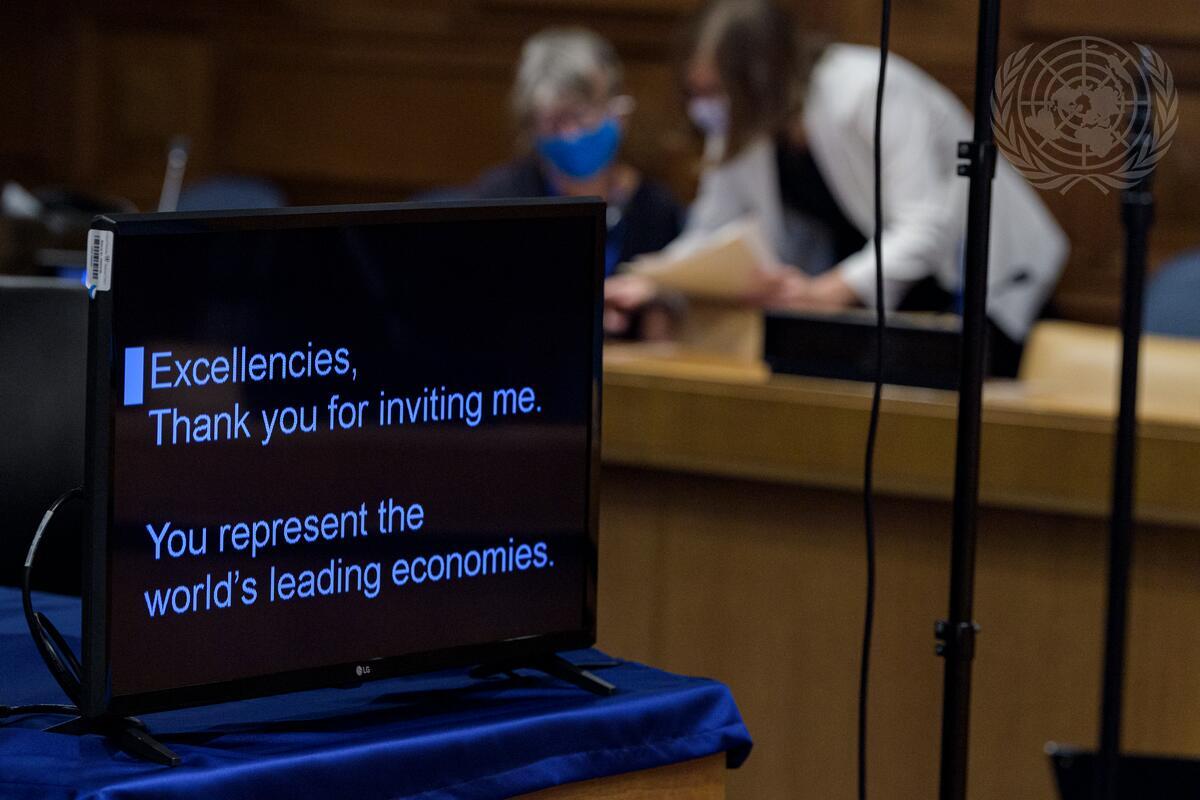 Excellencies,
Thank you for inviting me.
You represent the
world's leading economies.
LG